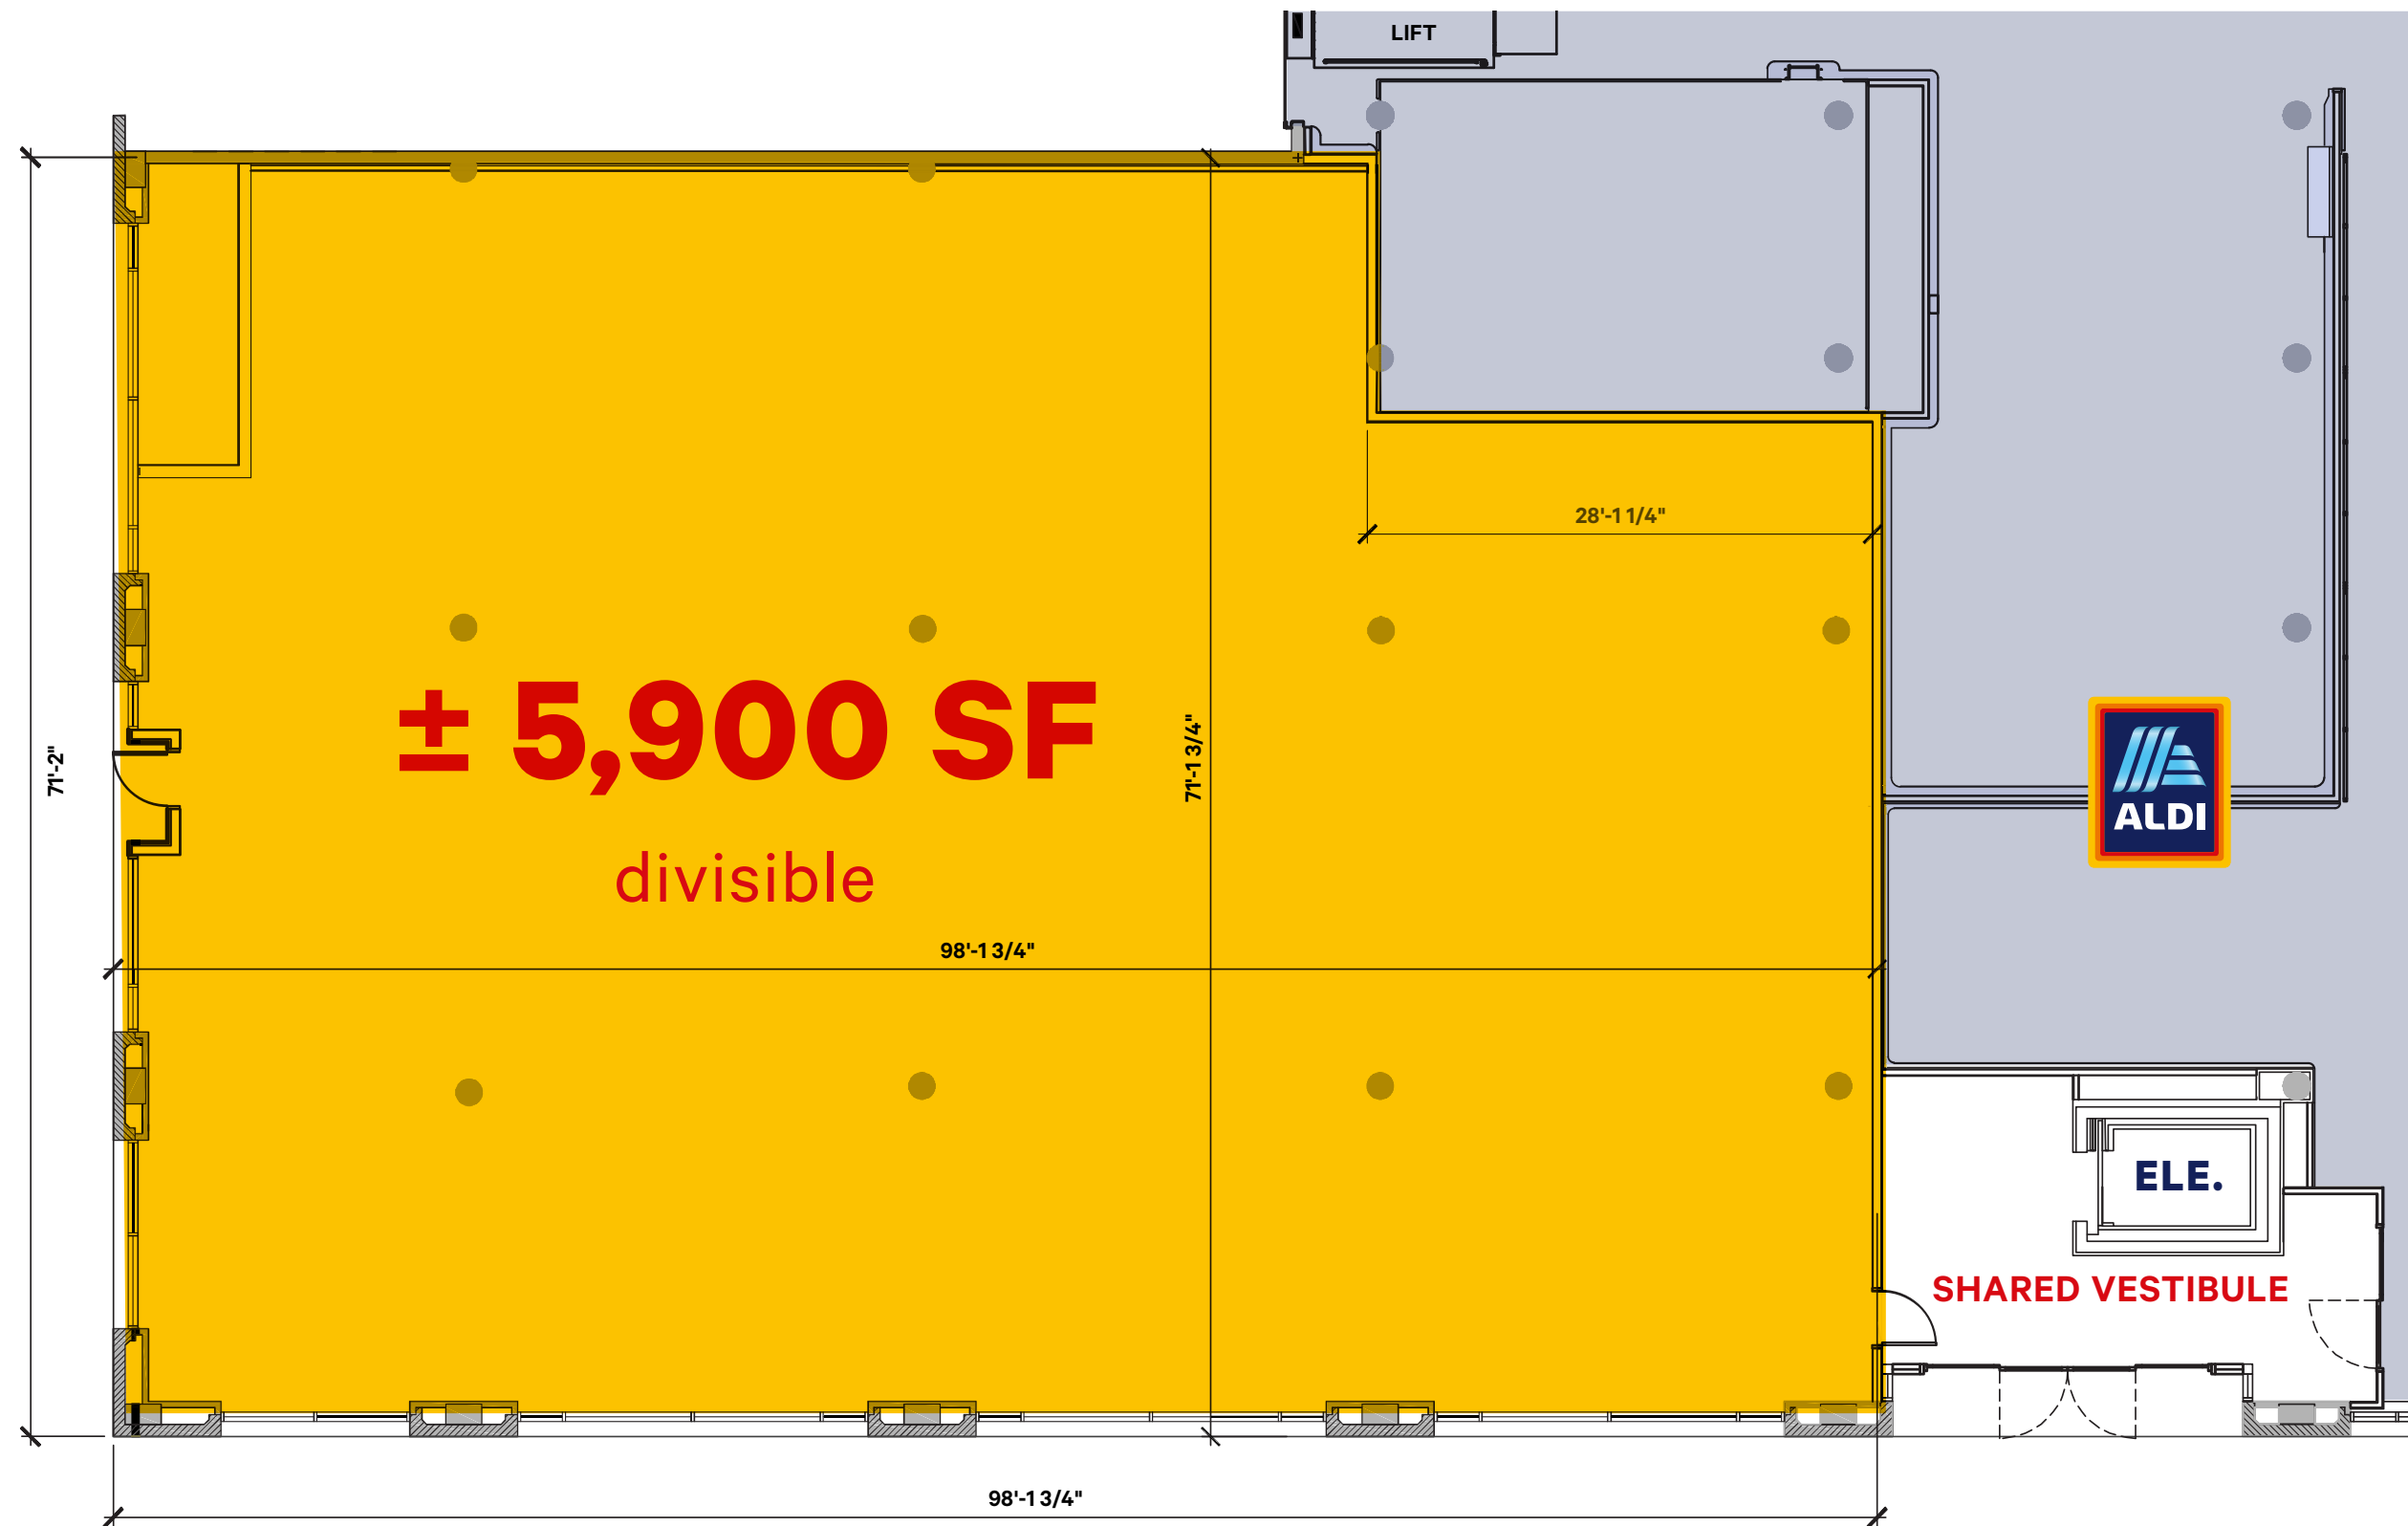 LIFT
28'-1 1/4"
± 5,900 SF
71'-1 3/4"
71'-2"
divisible
ALDI
98'-1 3/4"
ELE.
SHARED VESTIBULE
98'-1 3/4"